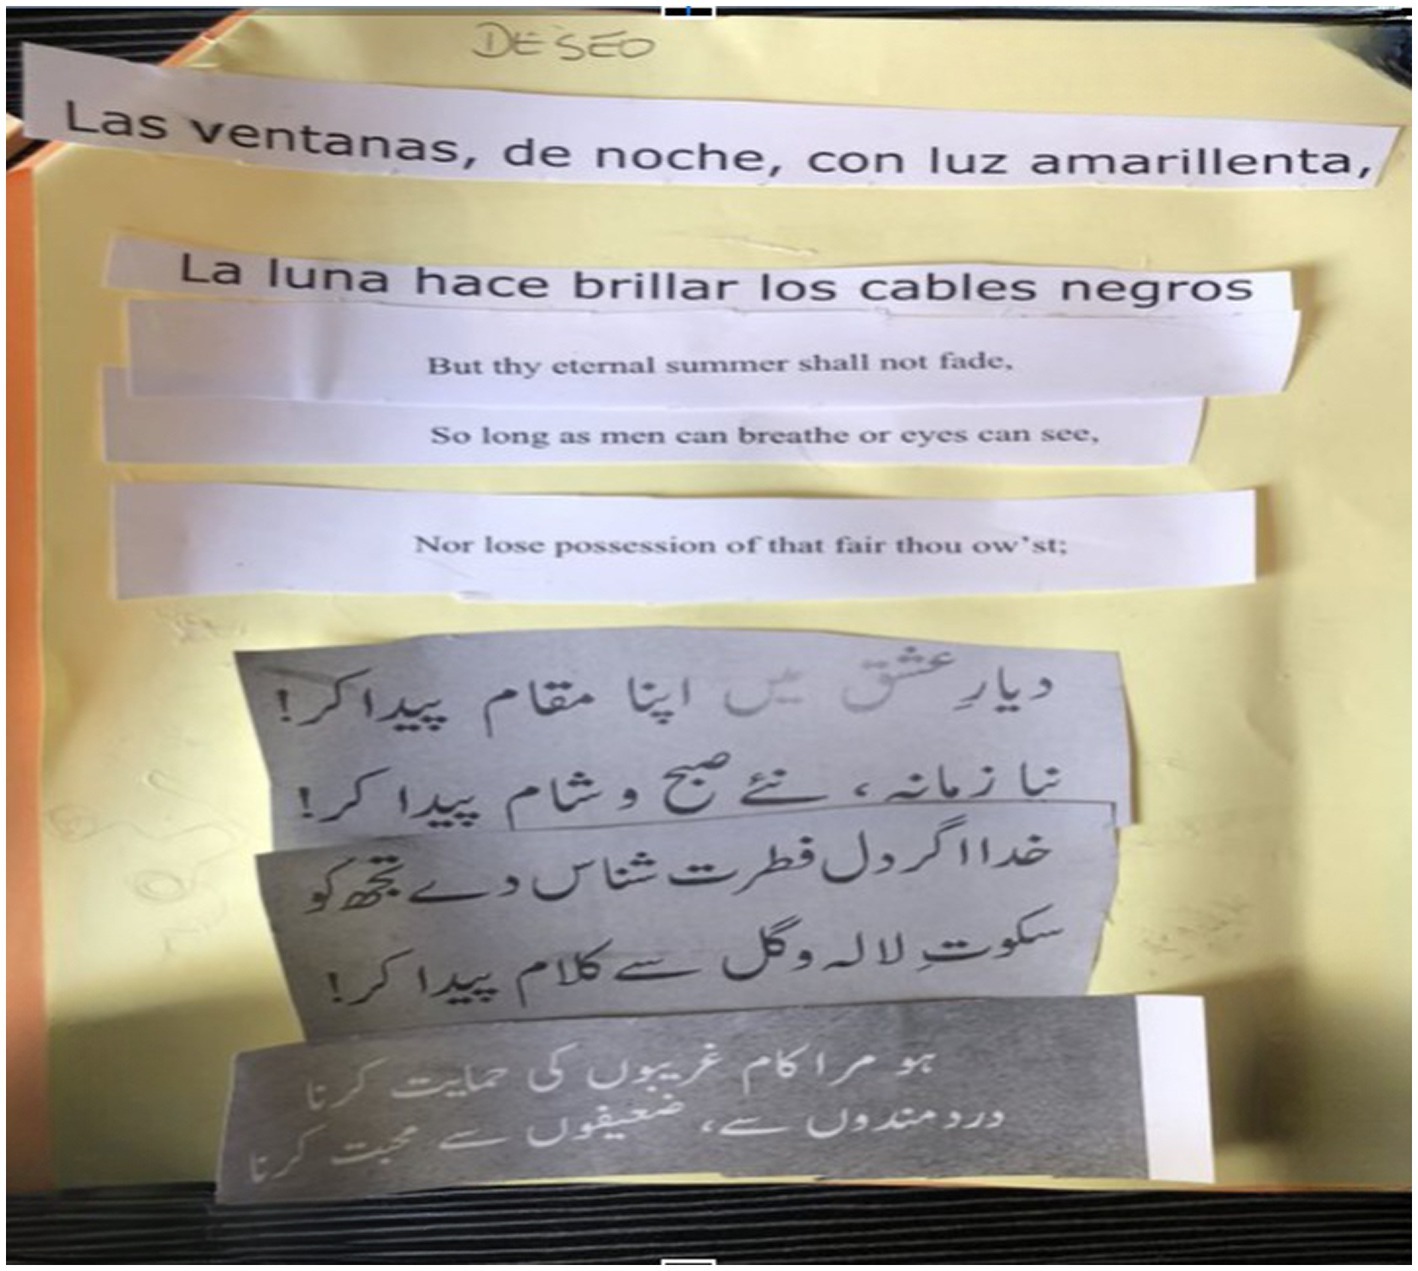 DESEO
Las ventanas, de noche, con luz amarillenta,
La luna hace brillar los cables negros
But thy eternal summer shall not fade,
So long as men can breathe or eyes can see,
Nor lose possession of that fair thou ow'st;
دیارِ عشق میں اپنا مقام پیدا کر!
نیا زمانہ، نئے صبح و شام پیدا کر!
خدا اگر دل فطرت شناس دے تجھ کو
سکوتِ لالہ و گل سے کلام پیدا کر!
ہو مرا کام غریبوں کی حمایت کرنا
دردمندوں سے، ضعیفوں سے محبت کرنا